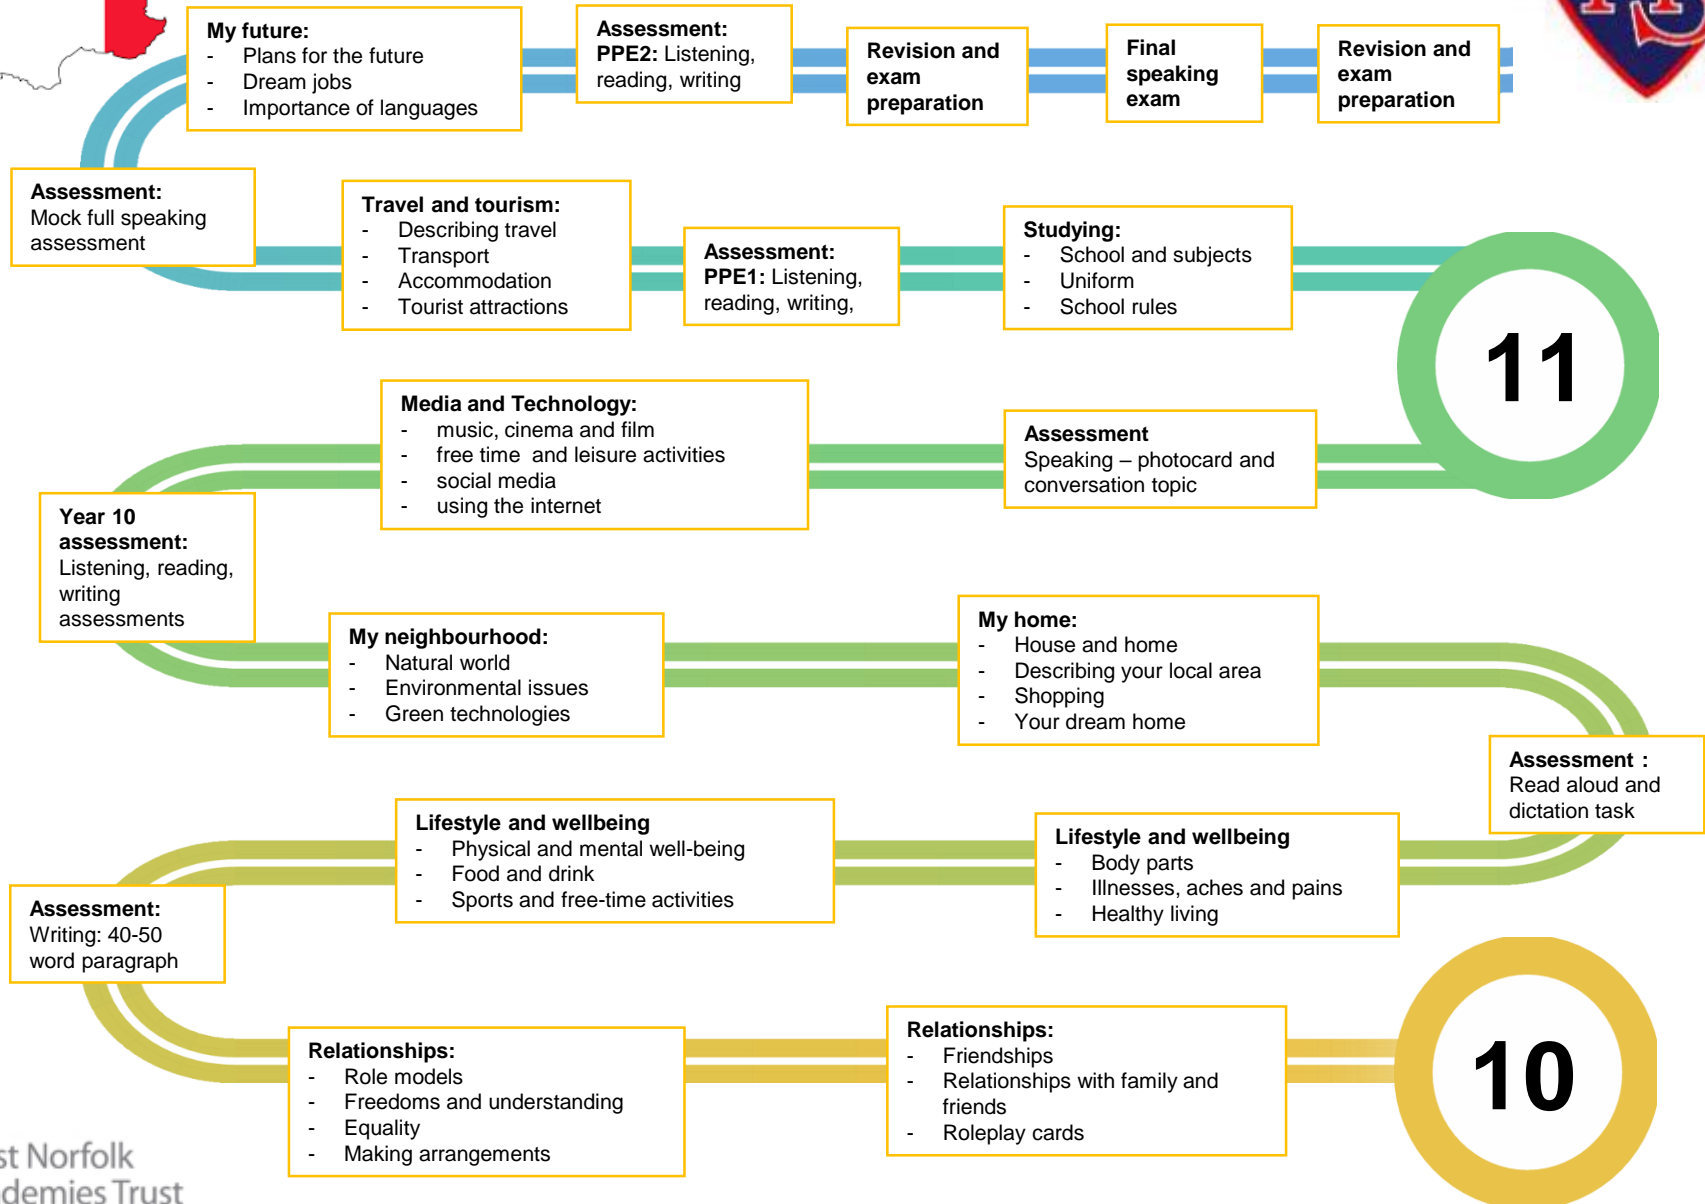 My future:
- Plans for the future
- Dream jobs
- Importance of languages
Assessment:
PPE2: Listening,
reading, writing
Revision and
exam
preparation
Final
speaking
exam
Revision and
exam
preparation
Assessment:
Mock full speaking
assessment
Travel and tourism:
- Describing travel
- Transport
- Accommodation
- Tourist attractions
Assessment:
PPE1: Listening,
reading, writing,
Studying:
- School and subjects
- Uniform
- School rules
11
Media and Technology:
- music, cinema and film
- free time and leisure activities
- social media
- using the internet
Assessment
Speaking – photocard and
conversation topic
Year 10
assessment:
Listening, reading,
writing
assessments
My neighbourhood:
- Natural world
- Environmental issues
- Green technologies
My home:
- House and home
- Describing your local area
- Shopping
- Your dream home
Assessment :
Read aloud and
dictation task
Lifestyle and wellbeing
- Physical and mental well-being
- Food and drink
- Sports and free-time activities
Lifestyle and wellbeing
- Body parts
- Illnesses, aches and pains
- Healthy living
Assessment:
Writing: 40-50
word paragraph
Relationships:
- Role models
- Freedoms and understanding
- Equality
- Making arrangements
Relationships:
- Friendships
- Relationships with family and
friends
- Roleplay cards
10
st Norfolk
demies Trust